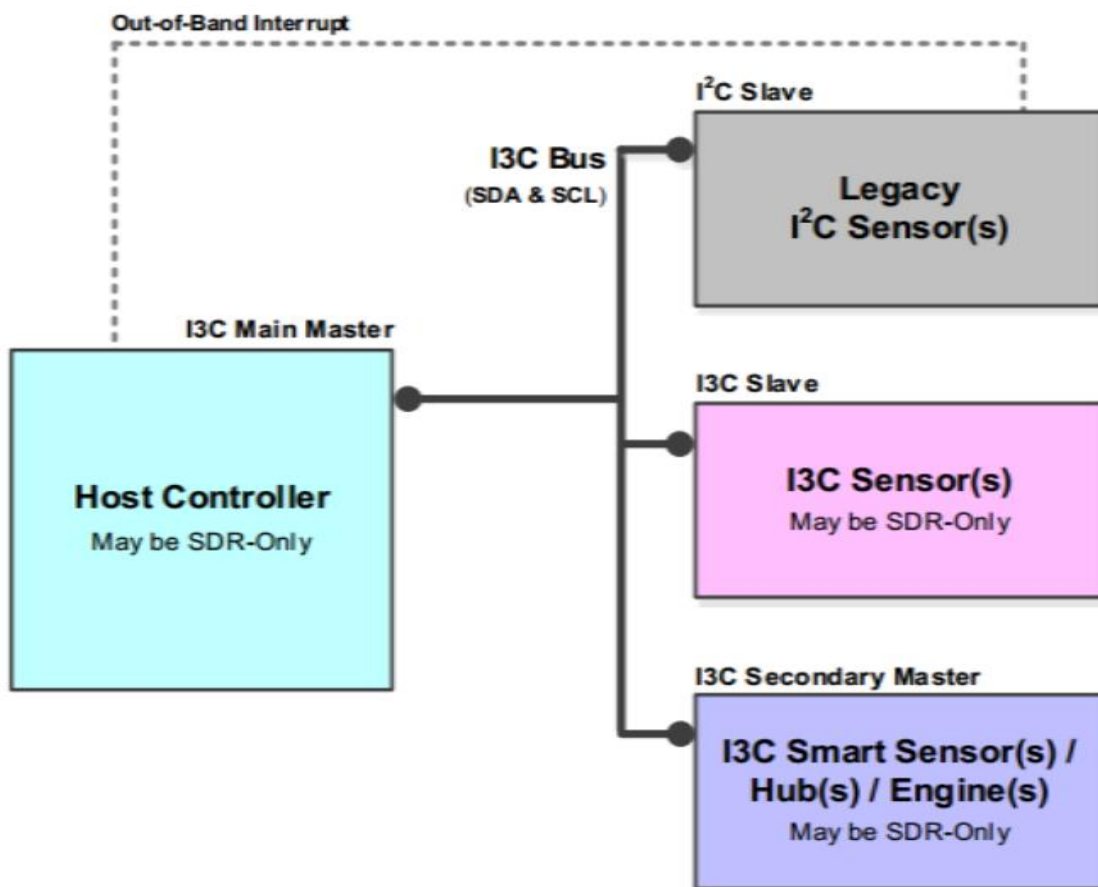 Out-of-Band Interrupt
I²C Slave
I3C Bus
(SDA & SCL)
Legacy
I²C Sensor(s)
I3C Main Master
Host Controller
May be SDR-Only
I3C Slave
I3C Sensor(s)
May be SDR-Only
I3C Secondary Master
I3C Smart Sensor(s) /
Hub(s) / Engine(s)
May be SDR-Only